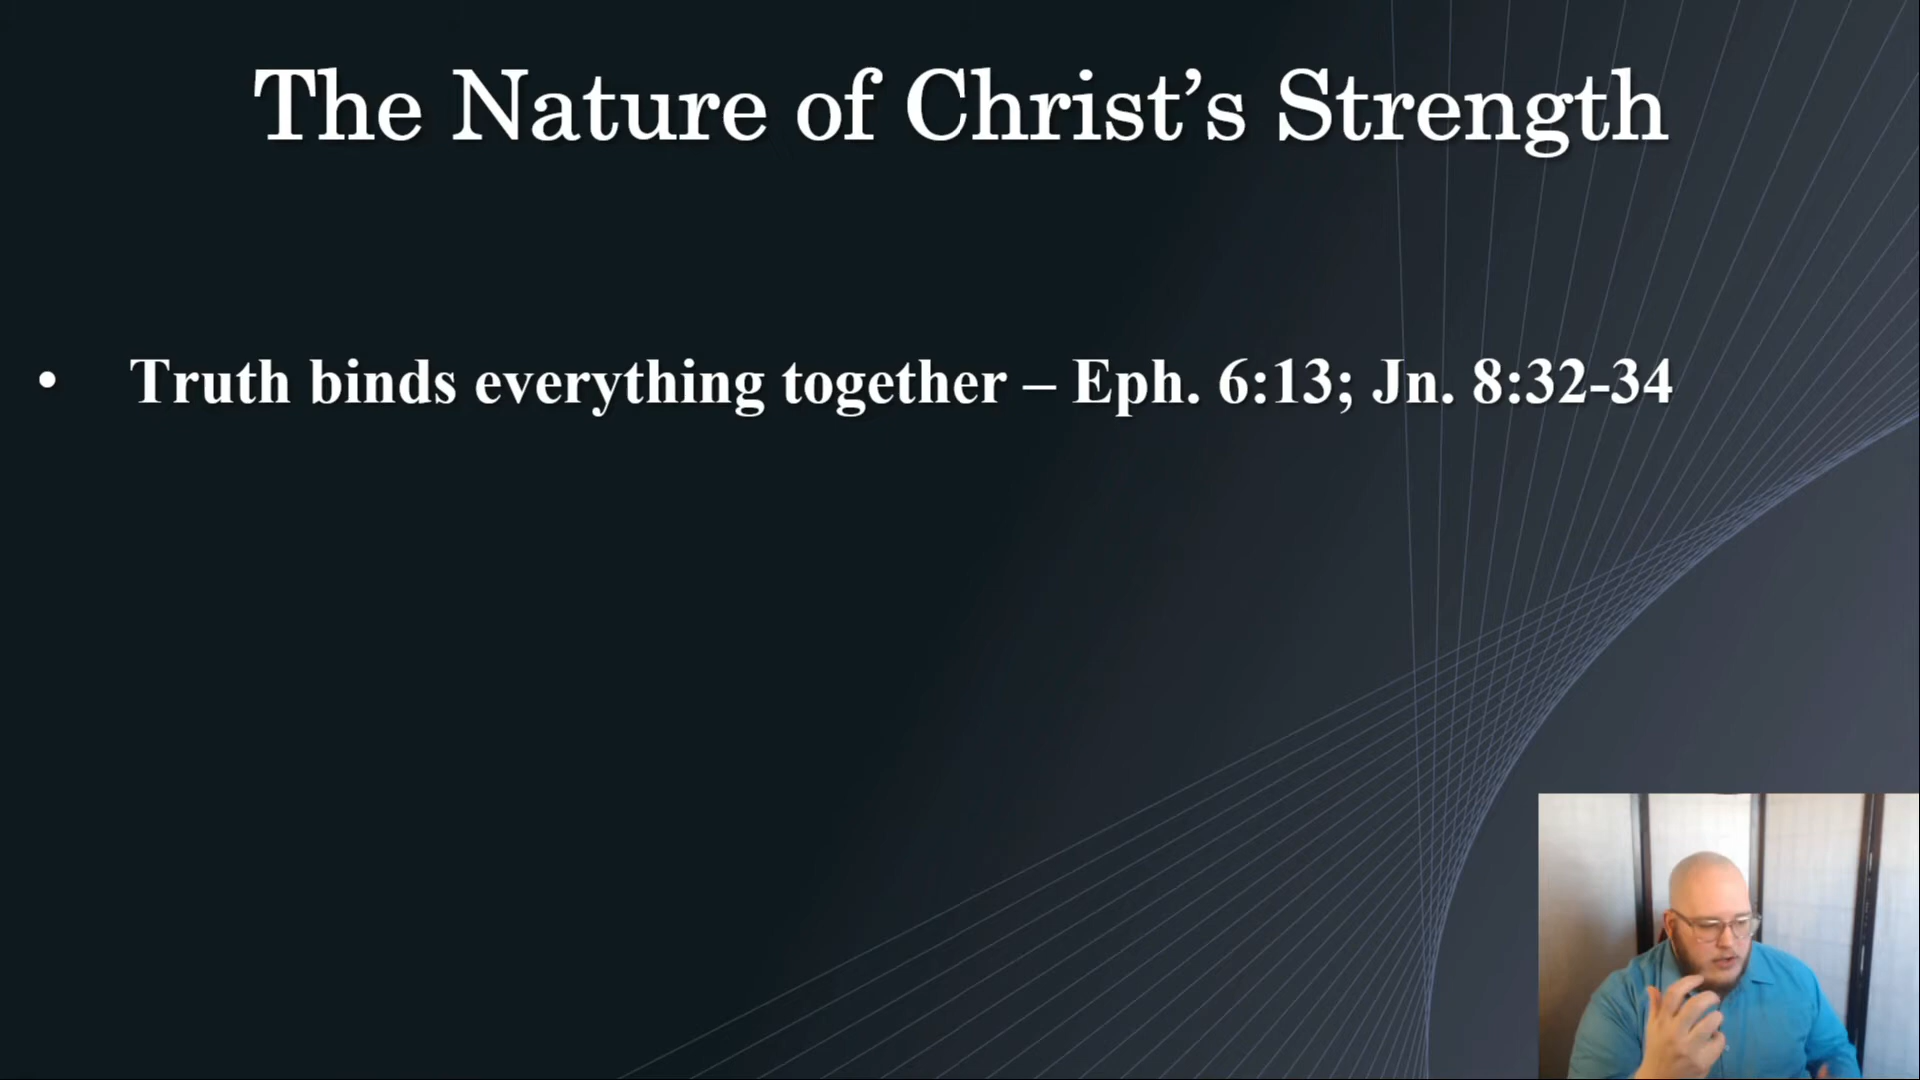 The Nature of Christ’s Strength
• Truth binds everything together – Eph. 6:13; Jn. 8:32-34